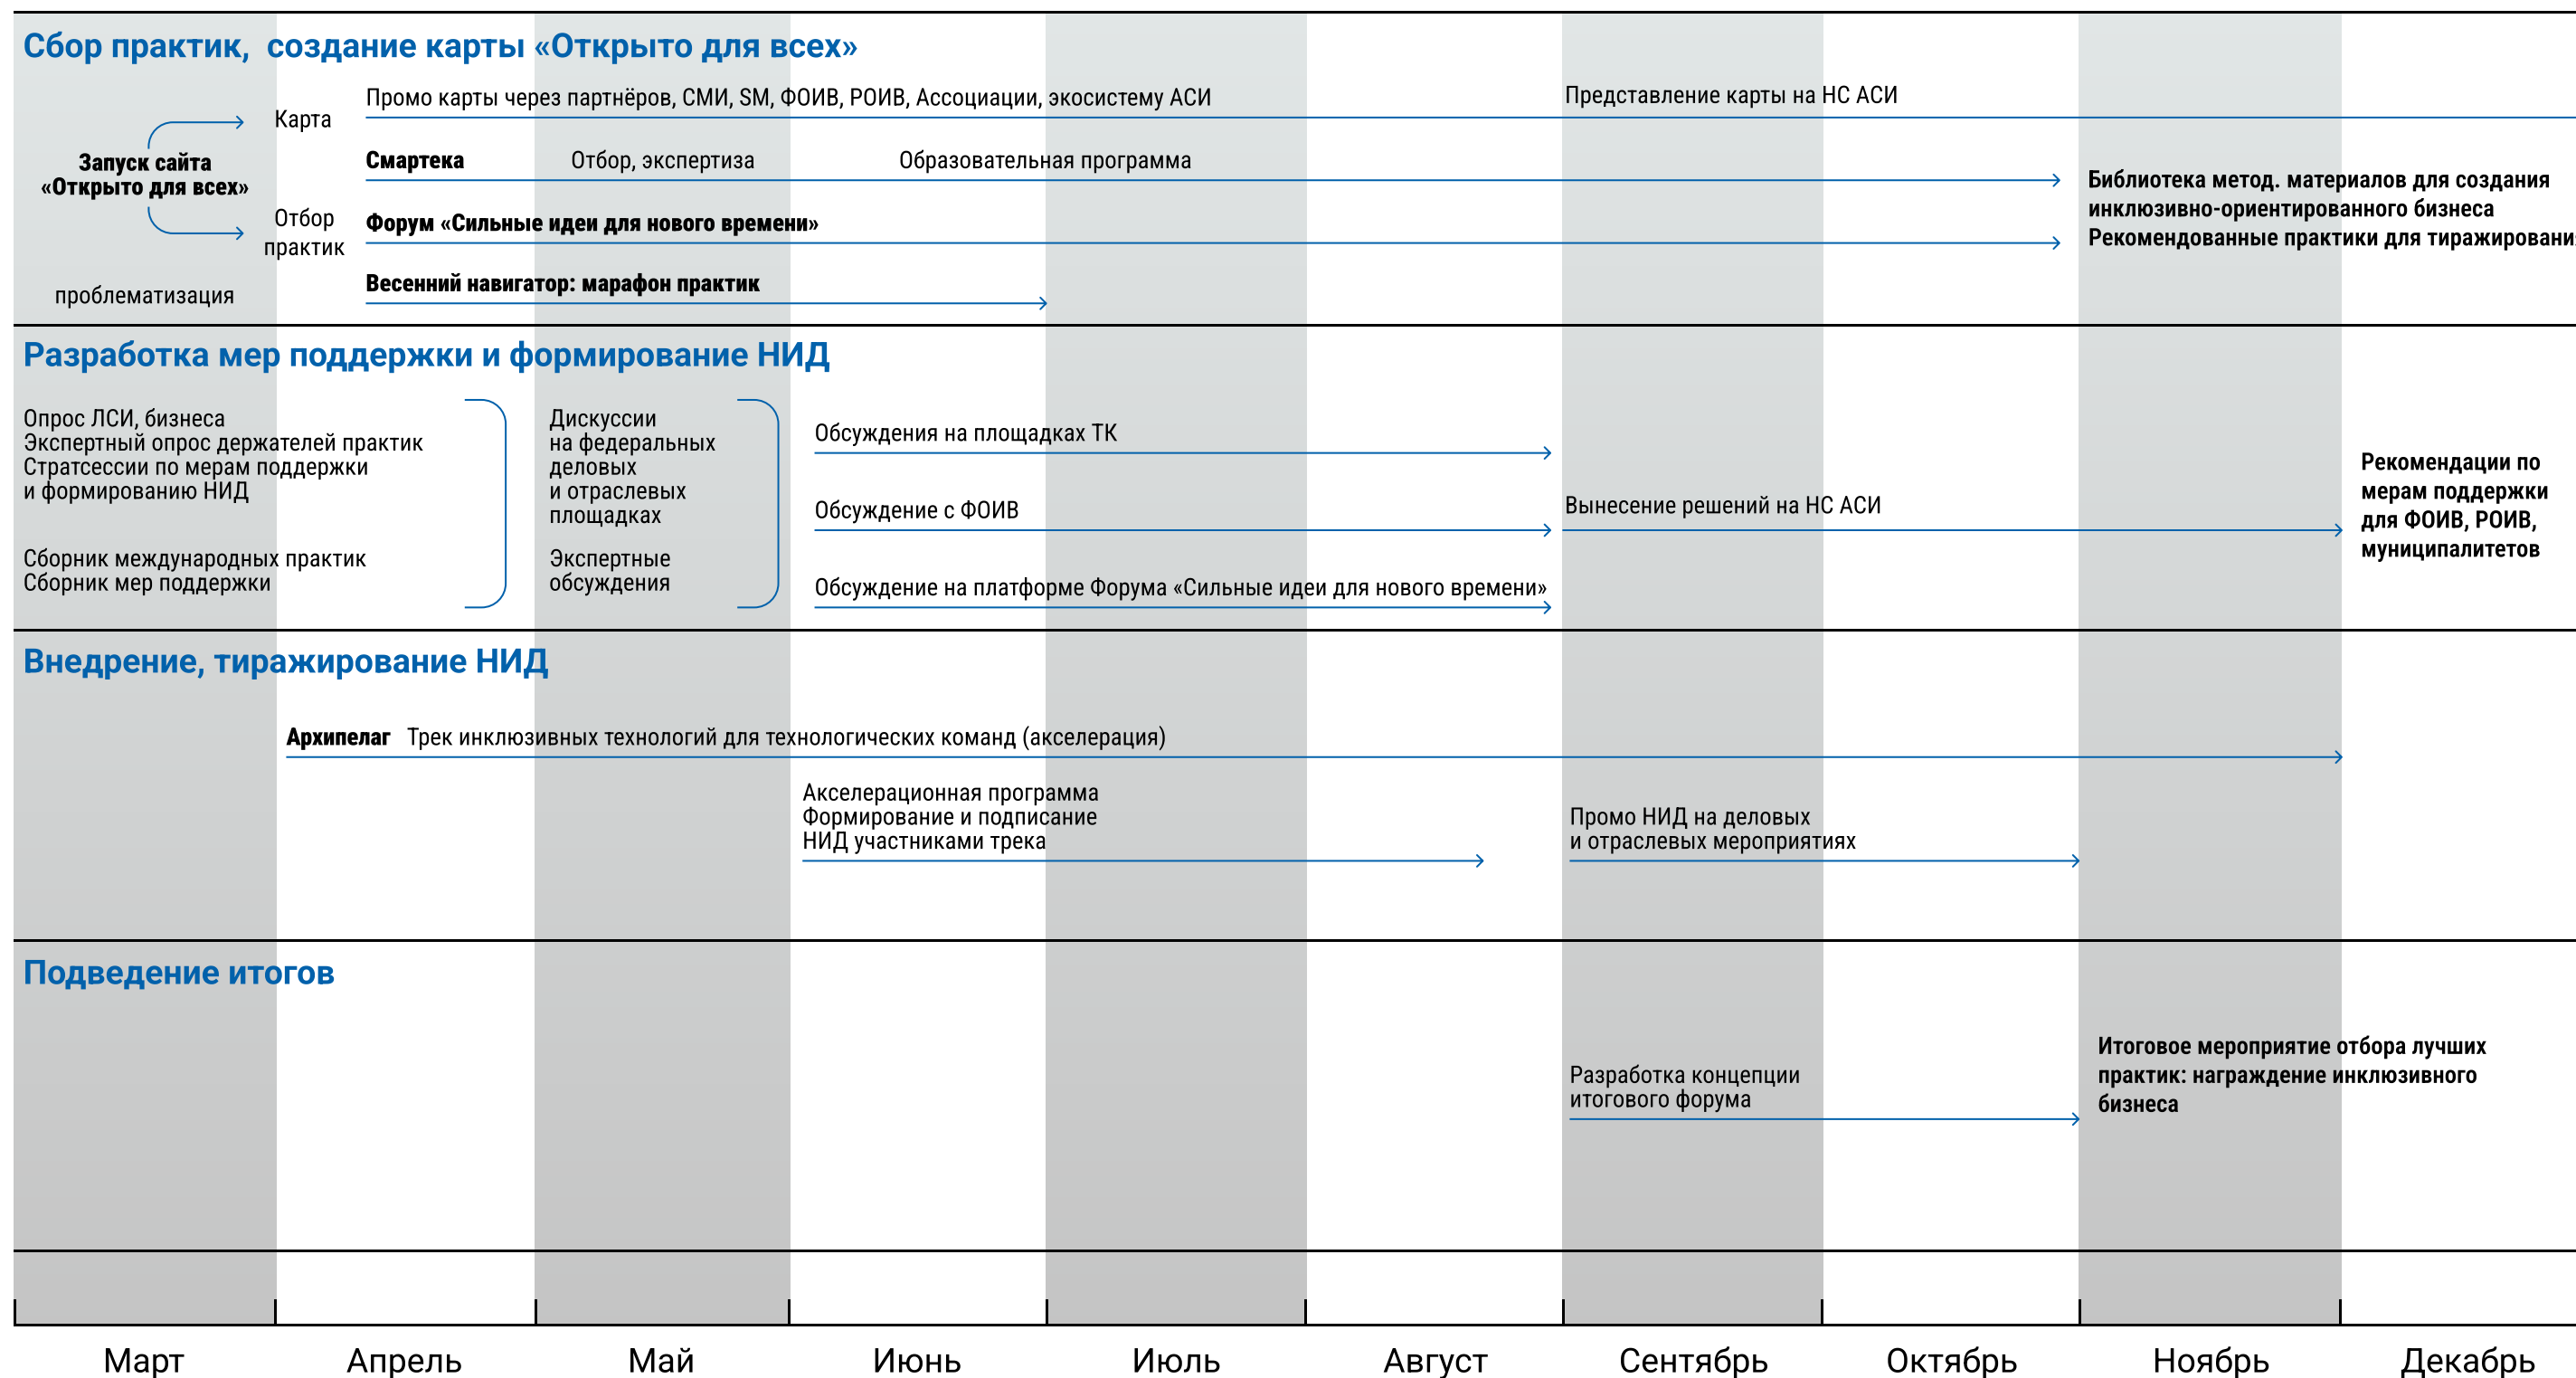 Сбор практик, создание карты «Открыто для всех»
Промо карты через партнёров, СМИ, SM, ФОИВ, РОИВ, Ассоциации, экосистему АСИ
Представление карты на НС АСИ
Карта
Запуск сайта
«Открыто для всех»
Смартека
Отбор, экспертиза
Образовательная программа
Отбор
практик
Форум «Сильные идеи для нового времени»
Библиотека метод. материалов для создания
инклюзивно-ориентированного бизнеса
Рекомендованные практики для
проблематизация
Весенний навигатор: марафон практик
Разработка мер поддержки и формирование НИД
Опрос ЛСИ, бизнеса
Экспертный опрос держателей практик
Стратсессии по мерам поддержки
и формированию НИД
Сборник международных практик
Сборник мер поддержки
Дискуссии
на федеральных
деловых
и отраслевых
площадках
Экспертные
обсуждения
Обсуждения на площадках ТК
Обсуждение с ФОИВ
Обсуждение на платформе Форума «Сильные идеи для нового времени»
Вынесение решений на НС АСИ
Рекомендации по
мерам поддержки
для ФОИВ, РОИВ,
муниципалитетов
Внедрение, тиражирование НИД
Архипелаг Трек инклюзивных технологий для технологических команд (акселерация)
Акселерационная программа
Формирование и подписание
НИД участниками трека
Промо НИД на деловых
и отраслевых мероприятиях
Подведение итогов
Разработка концепции
итогового форума
Итоговое мероприятие отбора лучших
практик: награждение инклюзивного
бизнеса
Март Апрель Май Июнь Июль Август Сентябрь Октябрь Ноябрь Декабрь